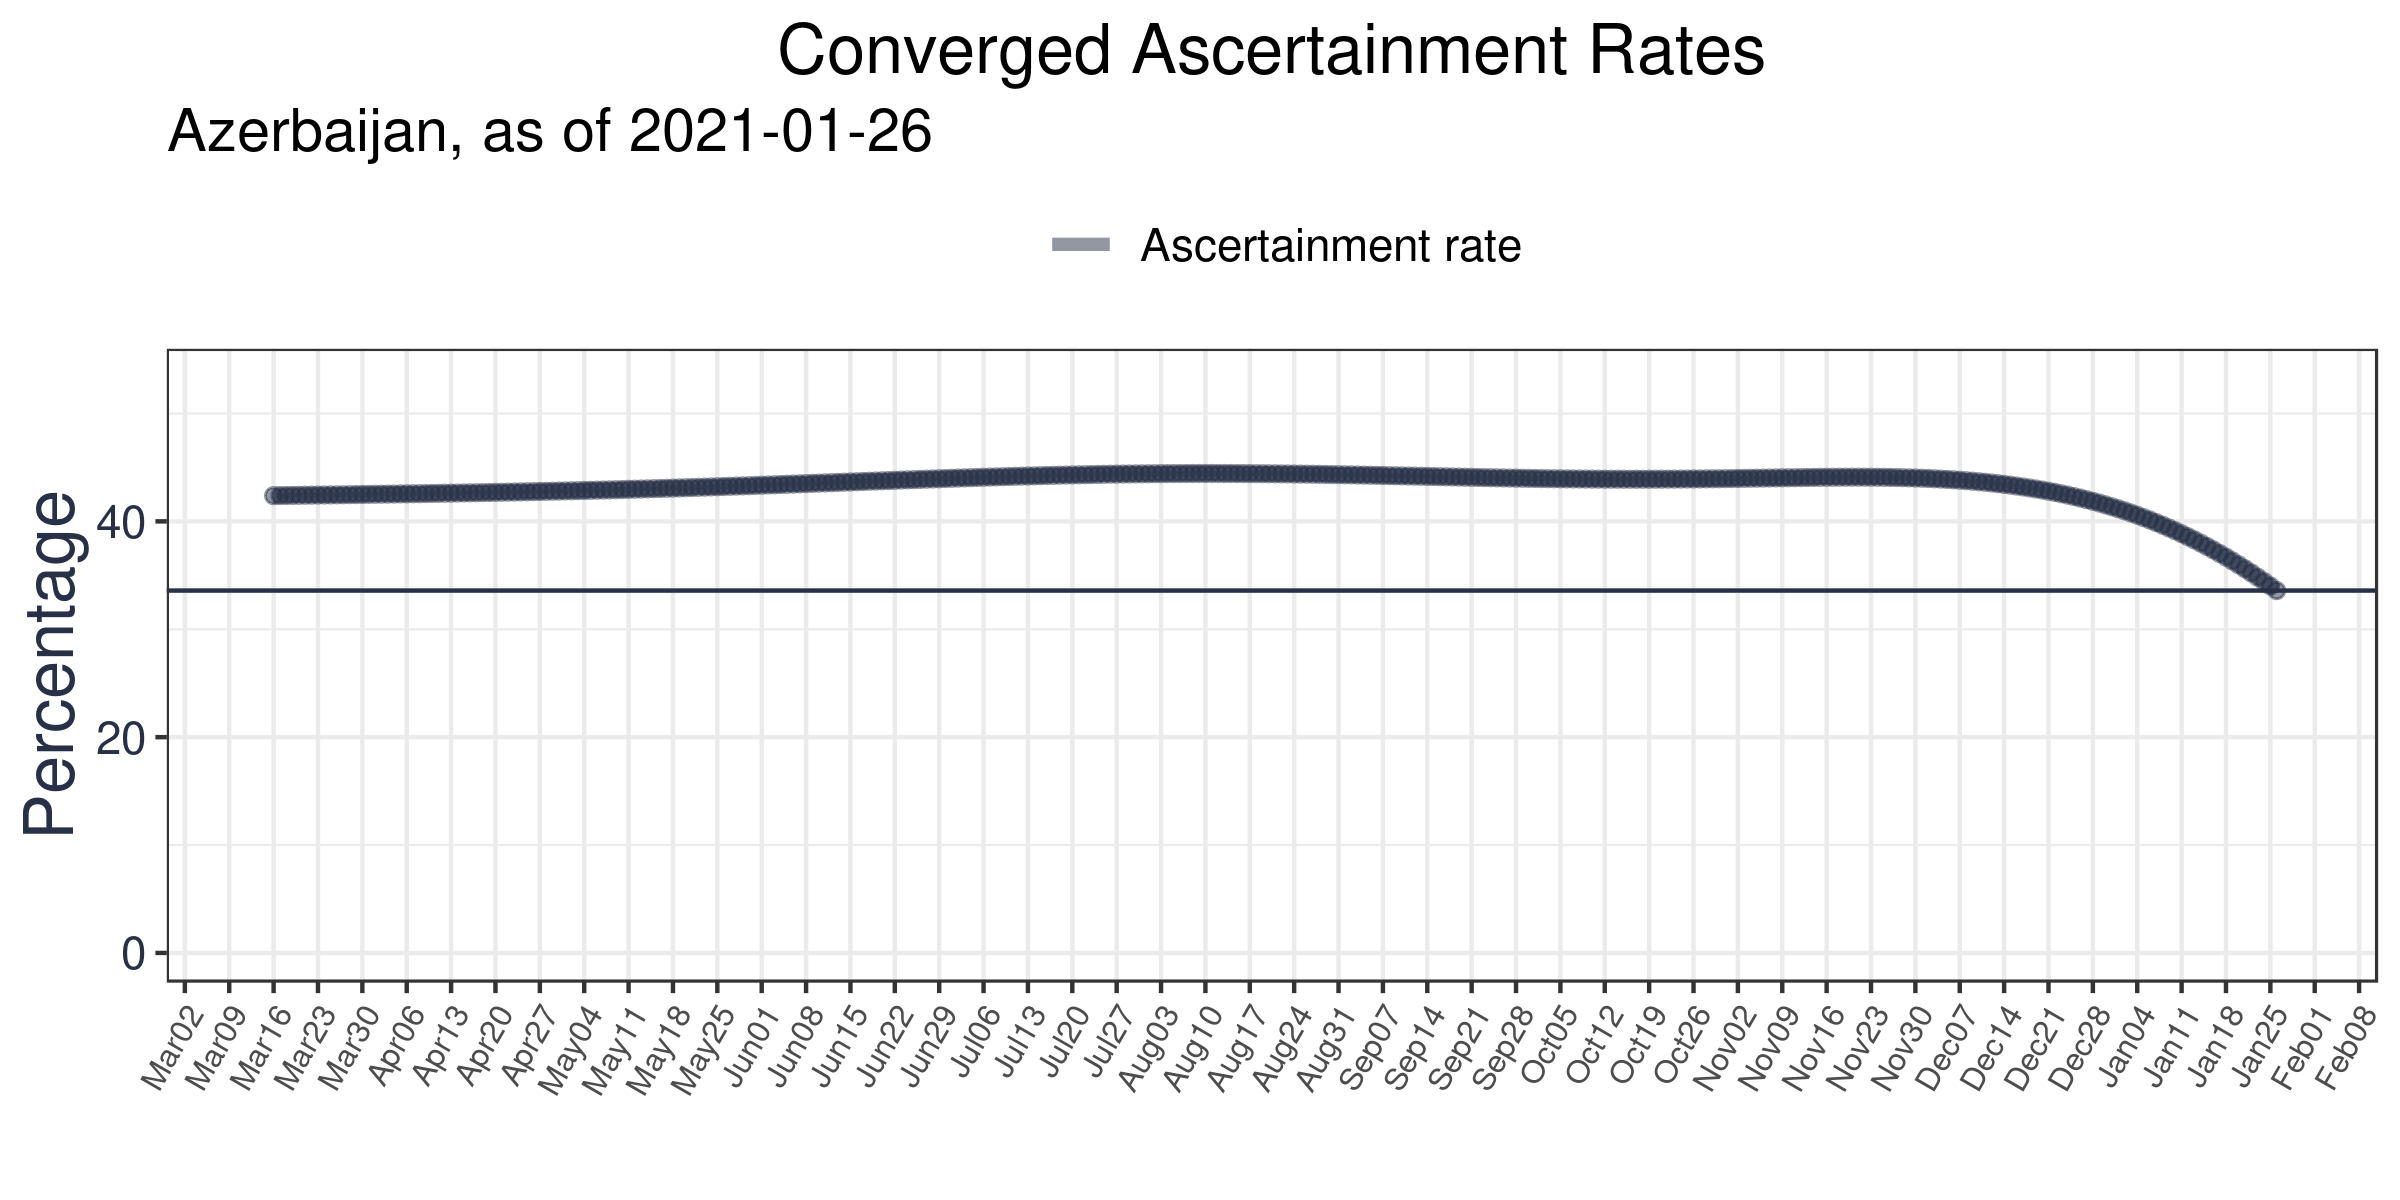 Converged Ascertainment Rates
Azerbaijan, as of 2021-01-26
Ascertainment rate
Percentage
40
20
0
Mar02 Mar09 Mar16 Mar23 Mar30 Apr06 Apr13 Apr20 Apr27 May04 May11 May18 May25 Jun01 Jun08 Jun15 Jun22 Jun29 Jul06 Jul13 Jul20 Jul27 Aug03 Aug10 Aug17 Aug24 Aug31 Sep07 Sep14 Sep21 Sep28 Oct05 Oct12 Oct19 Oct26 Nov02 Nov09 Nov16 Nov23 Nov30 Dec07 Dec14 Dec21 Dec28 Jan04 Jan11 Jan18 Jan25 Feb01 Feb08